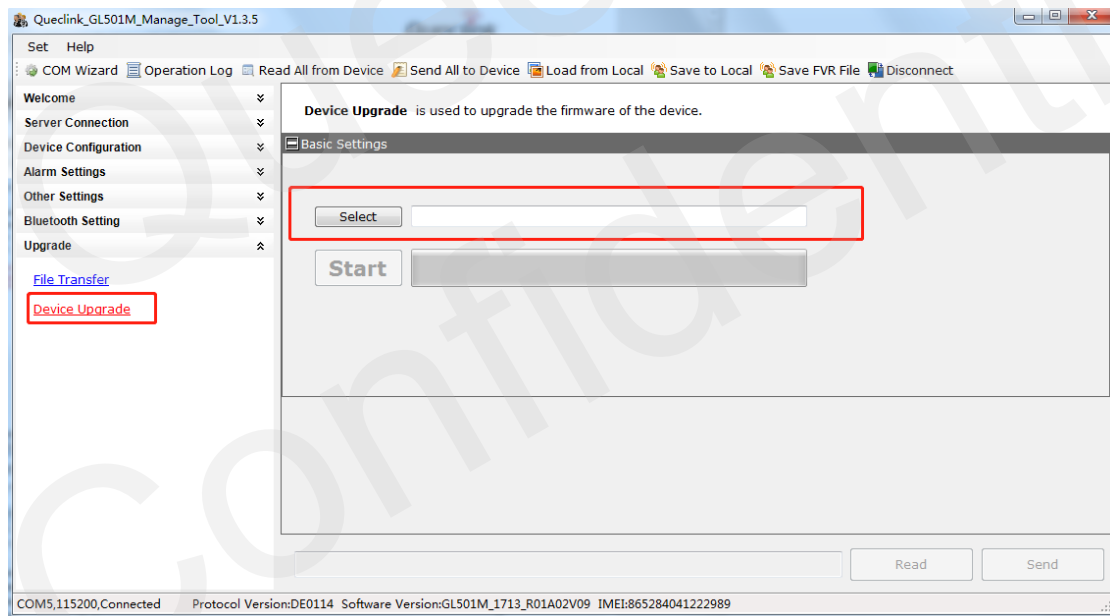 Queclink_GL501M_Manage_Tool_V1.3.5
Set Help
COM Wizard Operation Log Read All from Device Send All to Device Load from Local Save to Local Save FVR File Disconnect
Welcome
Server Connection
Device Configuration
Alarm Settings
Other Settings
Bluetooth Setting
Upgrade
File Transfer
Device Upgrade
Device Upgrade is used to upgrade the firmware of the device.
Basic Settings
Select
Start
Read Send
COM5,115200,Connected Protocol Version:DE0114 Software Version:GL501M_1713_R01A02V09 IMEI:865284041222989